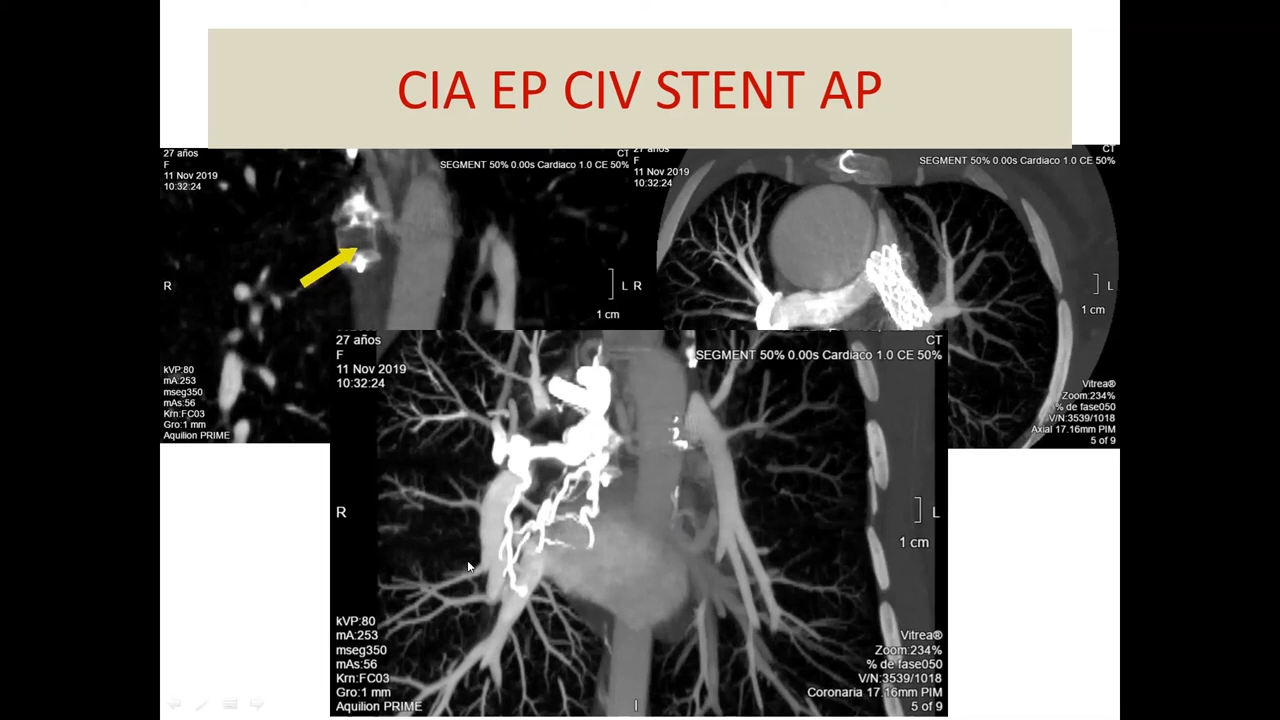 CIA EP CIV STENT AP
27 años
F
11 Nov 2019
10:32:24
CT
SEGMENT 50% 0.00s Cardiaco 1.0 CE 50%
R
L
1 cm
kVP:80
mA:253
mseg350
mAs:56
Krn:FC03
Gro:1 mm
Aquilion PRIME
27 años
F
11 Nov 2019
10:32:24
CT
SEGMENT 50% 0.00s Cardiaco 1.0 CE 50%
R
L
1 cm
Vitrea®
Zoom:234%
% de fase050
V/N:3539/1018
Axial 17.16mm PIM
5 of 9
27 años
F
11 Nov 2019
10:32:24
CT
SEGMENT 50% 0.00s Cardiaco 1.0 CE 50%
R
L
1 cm
kVP:80
mA:253
mseg350
mAs:56
Krn:FC03
Gro:1 mm
Aquilion PRIME
Vitrea®
Zoom:234%
% de fase050
V/N:3539/1018
Coronaria 17.16mm PIM
5 of 9
I